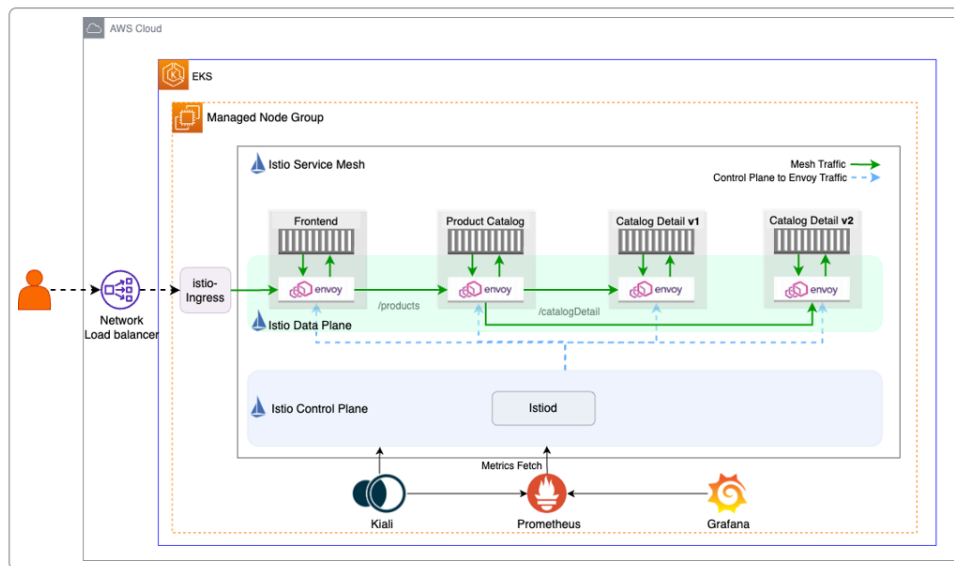 AWS Cloud
EKS
Managed Node Group
Istio Service Mesh
Mesh Traffic
Control Plane to Envoy Traffic
Frontend
Product Catalog
Catalog Detail v1
Catalog Detail v2
istio-
Ingress
envoy
envoy
envoy
envoy
/products
/catalogDetail
Network
Load balancer
Istio Data Plane
Istio Control Plane
Istiod
Metrics Fetch
Kiali
Prometheus
Grafana